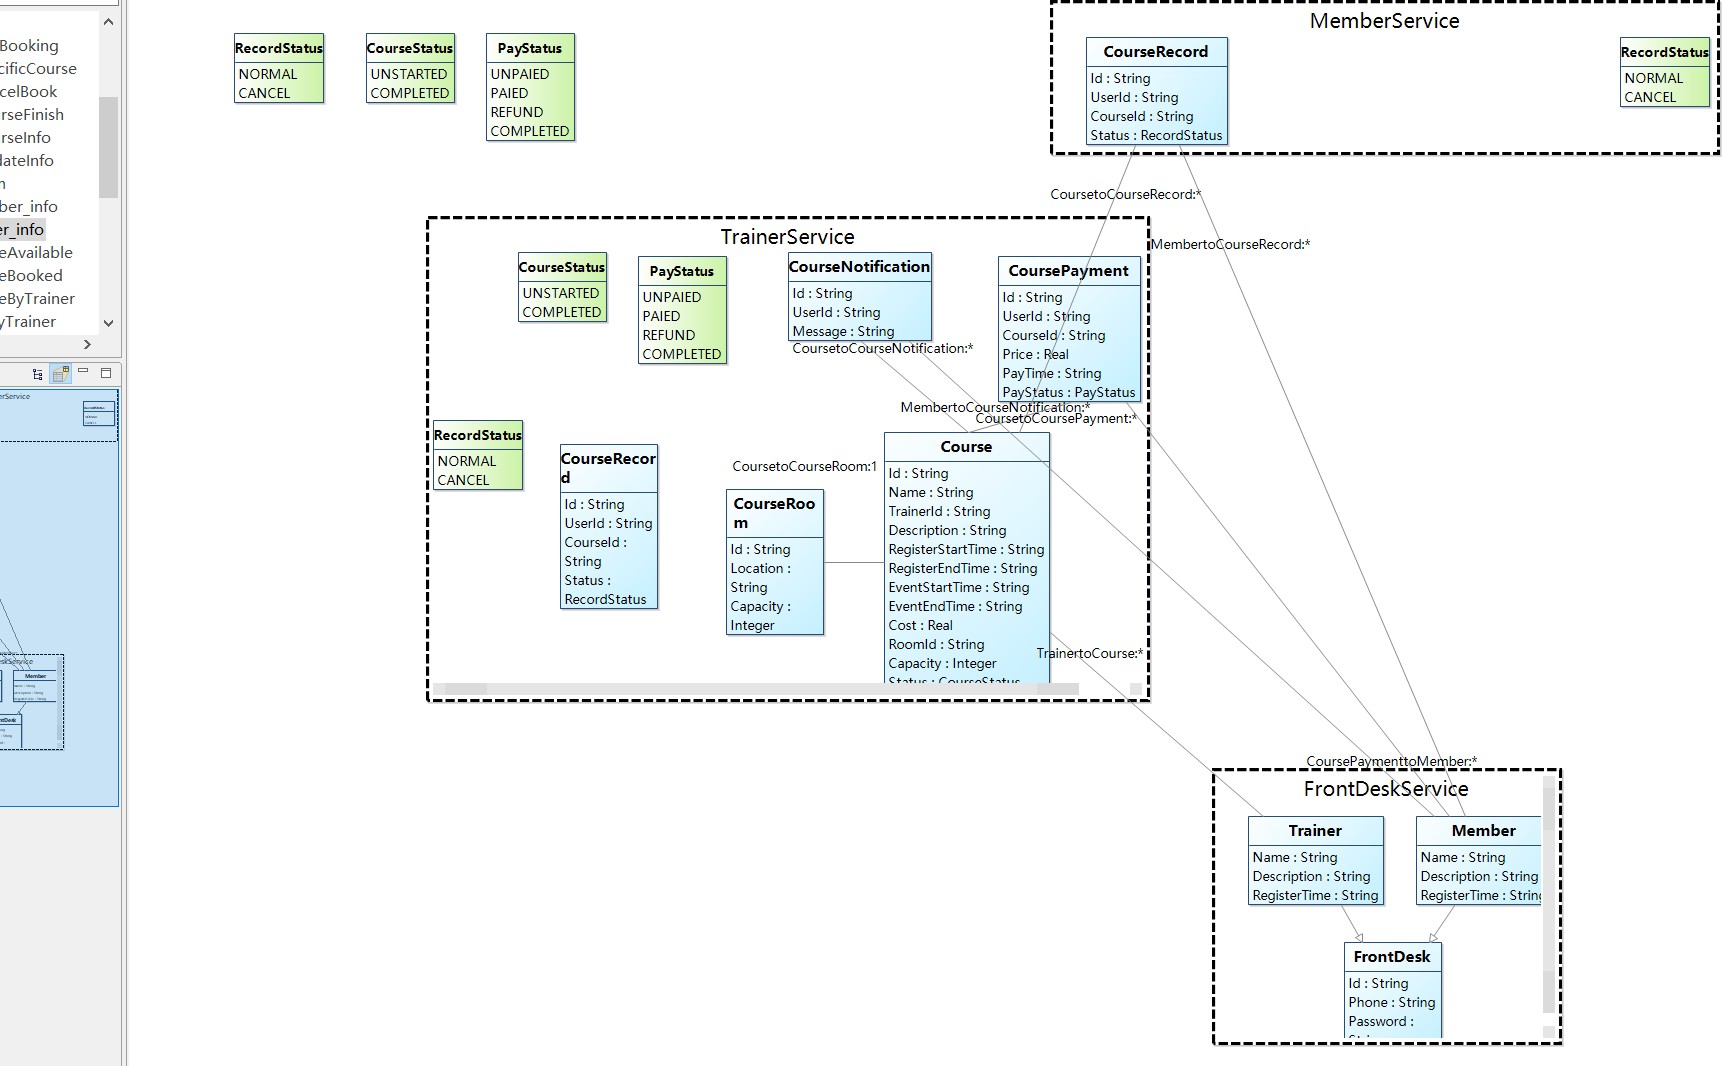 Booking
cificCourse
celBook
rseFinish
rseInfo
dateInfo
n
ber_info
er_info
eAvailable
eBooked
eByTrainer
yTrainer
RecordStatus
NORMAL
CANCEL
CourseStatus
UNSTARTED
COMPLETED
PayStatus
UNPAIED
PAIED
REFUND
COMPLETED
MemberService
CourseRecord
Id : String
UserId : String
CourseId : String
Status : RecordStatus
RecordStatus
NORMAL
CANCEL
CoursetoCourseRecord:*
MembertoCourseRecord:*
TrainerService
CourseStatus
UNSTARTED
COMPLETED
PayStatus
UNPAIED
PAIED
REFUND
COMPLETED
CourseNotification
Id : String
UserId : String
Message : String
CoursetoCourseNotification:*
CoursePayment
Id : String
UserId : String
CourseId : String
Price : Real
PayTime : String
PayStatus : PayStatus
MembertoCourseNotification:*
CoursetoCoursePayment:*
RecordStatus
NORMAL
CANCEL
CourseRecor
d
Id : String
UserId : String
CourseId :
String
Status :
RecordStatus
CoursetoCourseRoom:1
CourseRoo
m
Id : String
Location :
String
Capacity :
Integer
Course
Id : String
Name : String
TrainerId : String
Description : String
RegisterStartTime : String
RegisterEndTime : String
EventStartTime : String
EventEndTime : String
Cost : Real
RoomId : String
Capacity : Integer
Status : CourseStatus
TrainertoCourse:*
CoursePaymenttoMember:*
FrontDeskService
Trainer
Name : String
Description : String
RegisterTime : String
Member
Name : String
Description : String
RegisterTime : String
FrontDesk
Id : String
Phone : String
Password :
String
erService
skService
Member